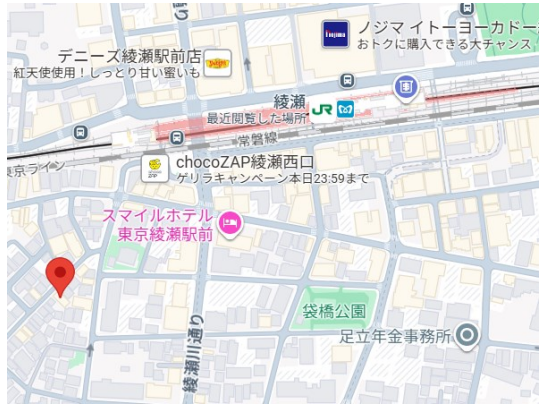 ノジマ イトーヨーカドー
おトクに購入できる大チャンス
デニーズ綾瀬駅前店
紅天使使用！しっとり甘い蜜いも
綾瀬
最近閲覧した場所
JR
常磐線
東京ライン
chocoZAP綾瀬西口
ゲリラキャンペーン本日23:59まで
スマイルホテル
東京綾瀬駅前
袋橋公園
足立年金事務所
綾瀬川通り